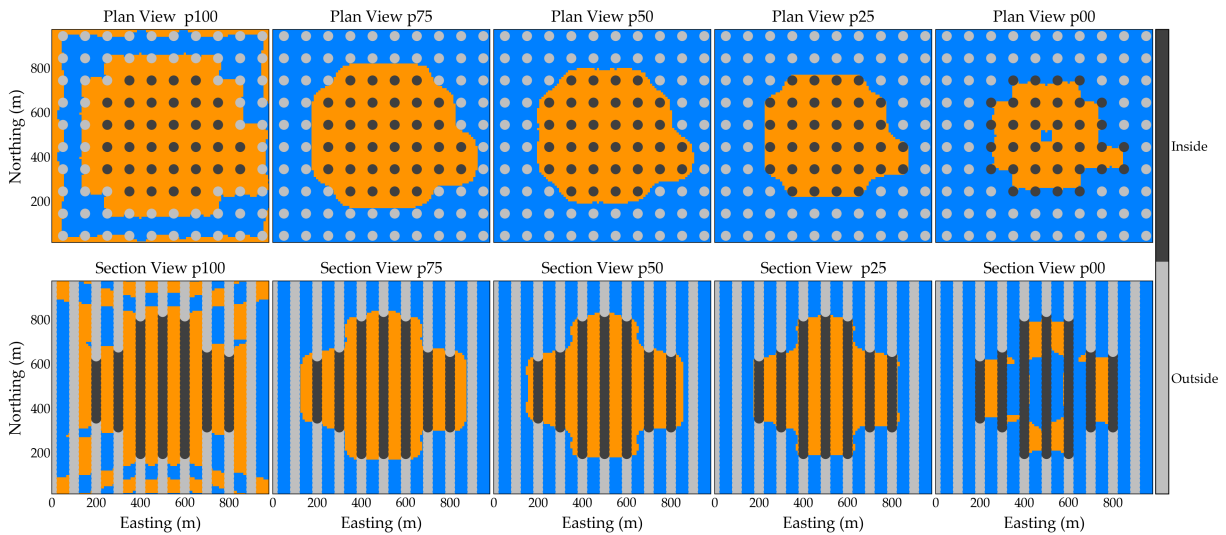 Plan View  p100
Plan View  p75
Plan View  p50
Plan View  p25
Plan View  p00
Northing (m)
800
600
400
200
Inside
Outside
Section View p100
Section View p75
Section View p50
Section View  p25
Section View p00
Northing (m)
800
600
400
200
0 200 400 600 800
0 200 400 600 800
0 200 400 600 800
0 200 400 600 800
0 200 400 600 800
Easting (m)
Easting (m)
Easting (m)
Easting (m)
Easting (m)